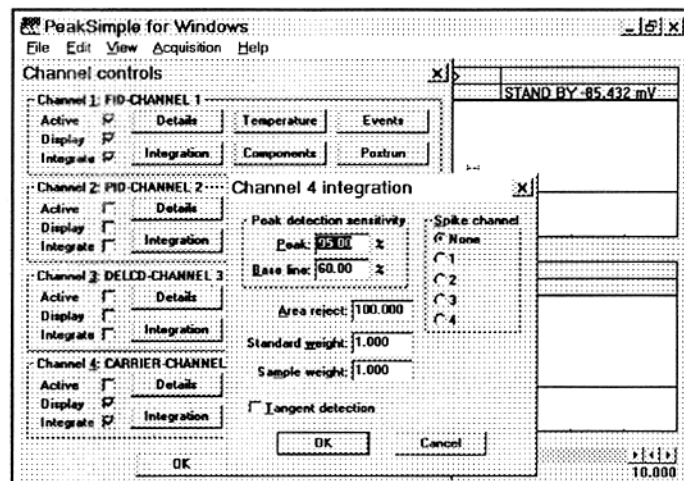 PeakSimple for Windows
File Edit View Acquisition Help
Channel controls
STAND BY -85.432 mV
Channel 1: FID-CHANNEL 1
Active
Display
Integrate
Details
Temperature
Events
Integration
Components
Postrun
Channel 2: PID-CHANNEL 2
Active
Display
Integrate
Details
Integration
Channel 3: DELCD-CHANNEL 3
Active
Display
Integrate
Details
Integration
Channel 4: CARRIER-CHANNEL
Active
Display
Integrate
Details
Integration
OK
Channel 4 integration
Peak detection sensitivity
Peak: 95.00 %
Base line: 60.00 %
Spike channel
None
1
2
3
4
Area reject: 100.000
Standard weight: 1.000
Sample weight: 1.000
Tangent detection
OK
Cancel
10.000